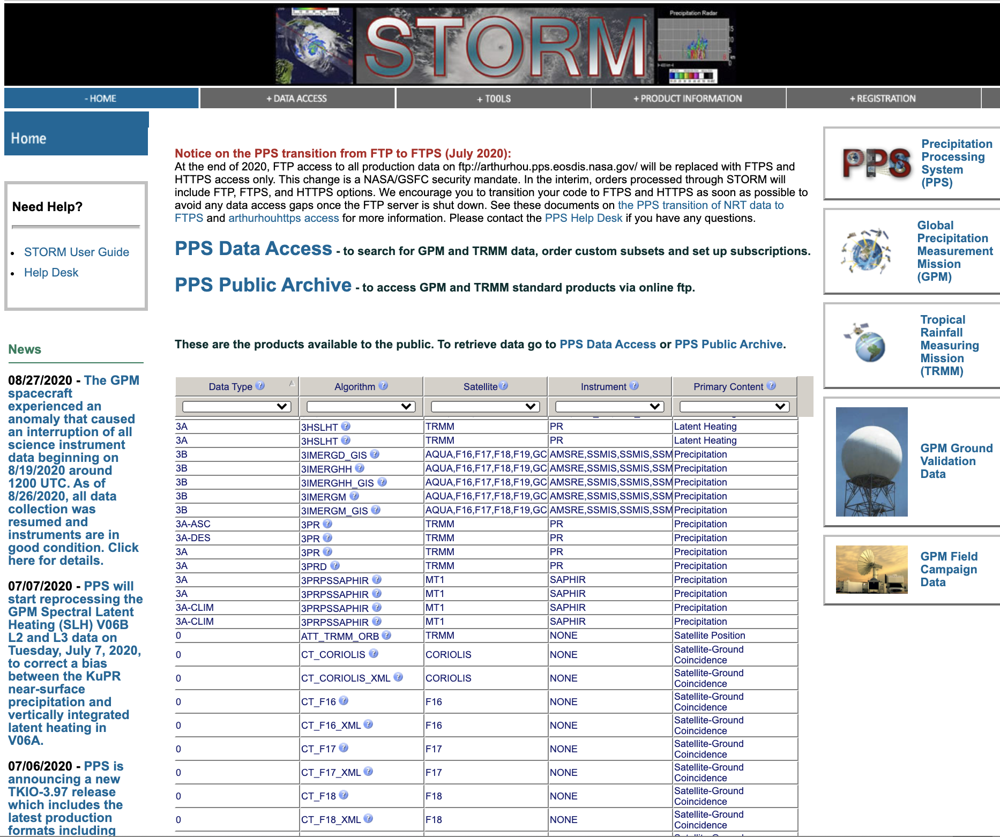 Precipitation Radar
STORM
- HOME
+ DATA ACCESS
+ TOOLS
+ PRODUCT INFORMATION
+ REGISTRATION
Home
Need Help?
STORM User Guide
Help Desk
News
08/27/2020 - The GPM
spacecraft
experienced an
anomaly that caused
an interruption of all
science instrument
data beginning on
8/19/2020 around
1200 UTC. As of
8/26/2020, all data
collection was
resumed and
instruments are in
good condition. Click
here for details.
07/07/2020 - PPS will
start reprocessing the
GPM Spectral Latent
Heating (SLH) V06B
L2 and L3 data on
Tuesday, July 7, 2020,
to correct a bias
between the KuPR
near-surface
precipitation and
vertically integrated
latent heating in
V06A.
07/06/2020 - PPS is
announcing a new
TKIO-3.97 release
which includes the
latest production
formats including
Notice on the PPS transition from FTP to FTPS (July 2020):
At the end of 2020, FTP access to all production data on ftp://arthurhou.pps.eosdis.nasa.gov/ will be replaced with FTPS and
HTTPS access only. This change is a NASA/GSFC security mandate. In the interim, orders processed through STORM will
include FTP, FTPS, and HTTPS options. We encourage you to transition your code to FTPS and HTTPS as soon as possible to
avoid any data access gaps once the FTP server is shut down. See these documents on the PPS transition of NRT data to
FTPS and arthurhouhttps access for more information. Please contact the PPS Help Desk if you have any questions.
PPS Data Access - to search for GPM and TRMM data, order custom subsets and set up subscriptions.
PPS Public Archive - to access GPM and TRMM standard products via online ftp.
These are the products available to the public. To retrieve data go to PPS Data Access or PPS Public Archive.
Data Type Algorithm Satellite Instrument Primary Content
3A 3HSLHT TRMM PR Latent Heating
3A 3HSLHT TRMM PR Latent Heating
3B 3IMERGD_GIS AQUA,F16,F17,F18,F19,GC AMSRE,SSMIS,SSMIS,SSM Precipitation
3B 3IMERGHH AQUA,F16,F17,F18,F19,GC AMSRE,SSMIS,SSMIS,SSM Precipitation
3B 3IMERGHH_GIS AQUA,F16,F17,F18,F19,GC AMSRE,SSMIS,SSMIS,SSM Precipitation
3B 3IMERGM AQUA,F16,F17,F18,F19,GC AMSRE,SSMIS,SSMIS,SSM Precipitation
3B 3IMERGM_GIS AQUA,F16,F17,F18,F19,GC AMSRE,SSMIS,SSMIS,SSM Precipitation
3A-ASC 3PR TRMM PR Precipitation
3A-DES 3PR TRMM PR Precipitation
3A 3PR TRMM PR Precipitation
3A 3PRD TRMM PR Precipitation
3A 3PRPSSAPHIR MT1 SAPHIR Precipitation
3A 3PRPSSAPHIR MT1 SAPHIR Precipitation
3A-CLIM 3PRPSSAPHIR MT1 SAPHIR Precipitation
3A-CLIM 3PRPSSAPHIR MT1 SAPHIR Precipitation
0 ATT_TRMM_ORB TRMM NONE Satellite Position
0 CT_CORIOLIS CORIOLIS NONE Satellite-Ground
Coincidence
0 CT_CORIOLIS_XML CORIOLIS NONE Satellite-Ground
Coincidence
0 CT_F16 F16 NONE Satellite-Ground
Coincidence
0 CT_F16_XML F16 NONE Satellite-Ground
Coincidence
0 CT_F17 F17 NONE Satellite-Ground
Coincidence
0 CT_F17_XML F17 NONE Satellite-Ground
Coincidence
0 CT_F18 F18 NONE Satellite-Ground
Coincidence
0 CT_F18_XML F18 NONE Satellite-Ground
Coincidence
PPS
Precipitation
Processing
System
(PPS)
Global
Precipitation
Measurement
Mission
(GPM)
Tropical
Rainfall
Measuring
Mission
(TRMM)
GPM Ground
Validation
Data
GPM Field
Campaign
Data